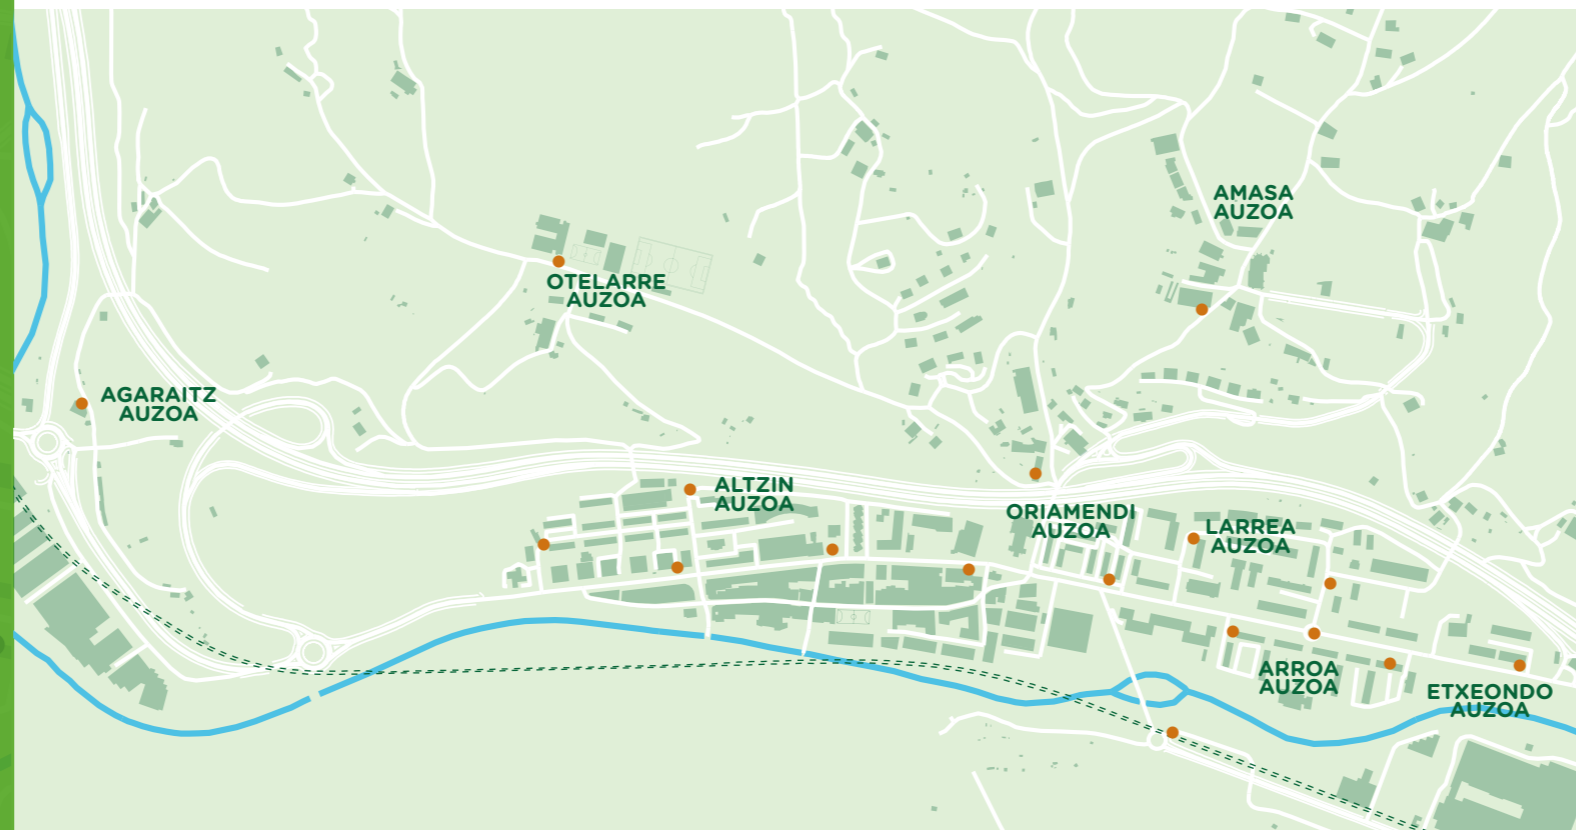 AMASA
AUZOA
OTELARRE
AUZOA
AGARAITZ
AUZOA
ALTZIN
AUZOA
ORIAMENDI
AUZOA
LARREA
AUZOA
ARROA
AUZOA
ETXEONDO
AUZOA